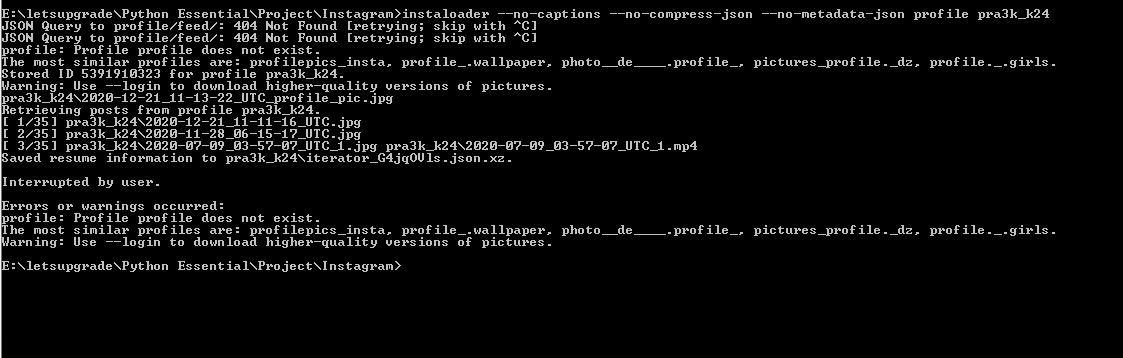 E:\letsupgrade\Python Essential\Project\Instagram>instaloader --no-captions --no-compress-json --no-metadata-json profile pra3k_k24
JSON Query to profile/feed/: 404 Not Found [retrying; skip with ^C]
JSON Query to profile/feed/: 404 Not Found [retrying; skip with ^C]
profile: Profile profile does not exist.
The most similar profiles are: profilepics_insta, profile_.wallpaper, photo__de____.profile_, pictures_profile._dz, profile._.girls.
Stored ID 5391910323 for profile pra3k_k24.
Warning: Use --login to download higher-quality versions of pictures.
pra3k_k24\2020-12-21_11-13-22_UTC_profile_pic.jpg
Retrieving posts from profile pra3k_k24.
[ 1/35] pra3k_k24\2020-12-21_11-11-16_UTC.jpg
[ 2/35] pra3k_k24\2020-11-28_06-15-17_UTC.jpg
[ 3/35] pra3k_k24\2020-07-09_03-57-07_UTC_1.jpg pra3k_k24\2020-07-09_03-57-07_UTC_1.mp4
Saved resume information to pra3k_k24\iterator_G4jqOVls.json.xz.
Interrupted by user.
Errors or warnings occurred:
profile: Profile profile does not exist.
The most similar profiles are: profilepics_insta, profile_.wallpaper, photo__de____.profile_, pictures_profile._dz, profile._.girls.
Warning: Use --login to download higher-quality versions of pictures.
E:\letsupgrade\Python Essential\Project\Instagram>